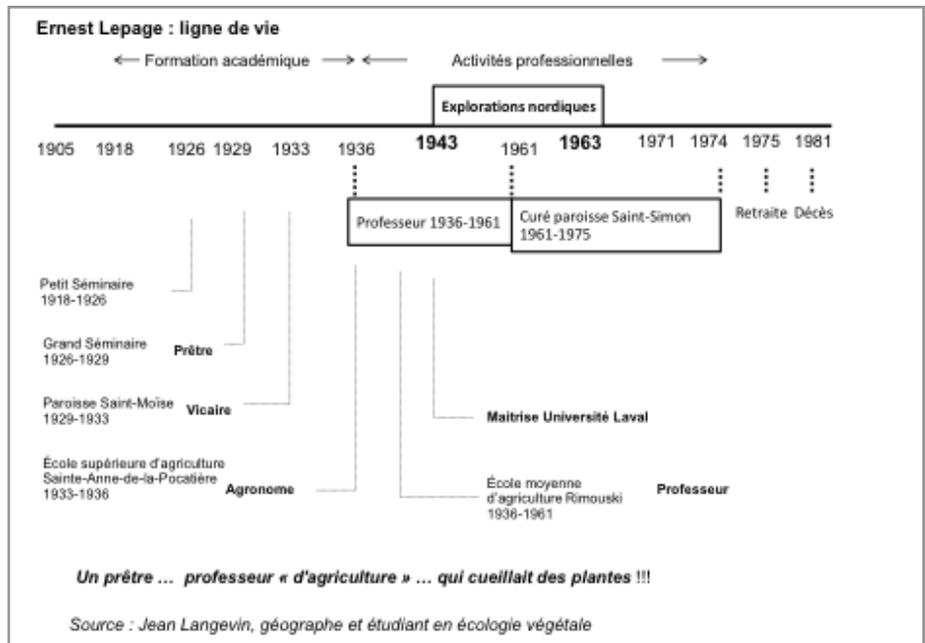 Ernest Lepage : ligne de vie
Formation académique
Activités professionnelles
Explorations nordiques
1905 1918 1926 1929 1933 1936 1943 1961 1963 1971 1974 1975 1981
Professeur 1936-1961
Curé paroisse Saint-Simon
1961-1975
Retraite
Décès
Petit Séminaire
1918-1926
Grand Séminaire
1926-1929
Prêtre
Paroisse Saint-Moïse
1929-1933
Vicaire
Maitrise Université Laval
École supérieure d'agriculture
Sainte-Anne-de-la-Pocatière
1933-1936
Agronome
École moyenne
d'agriculture Rimouski
1936-1961
Professeur
Un prêtre … professeur « d'agriculture » … qui cueillait des plantes !!!
Source : Jean Langevin, géographe et étudiant en écologie végétale